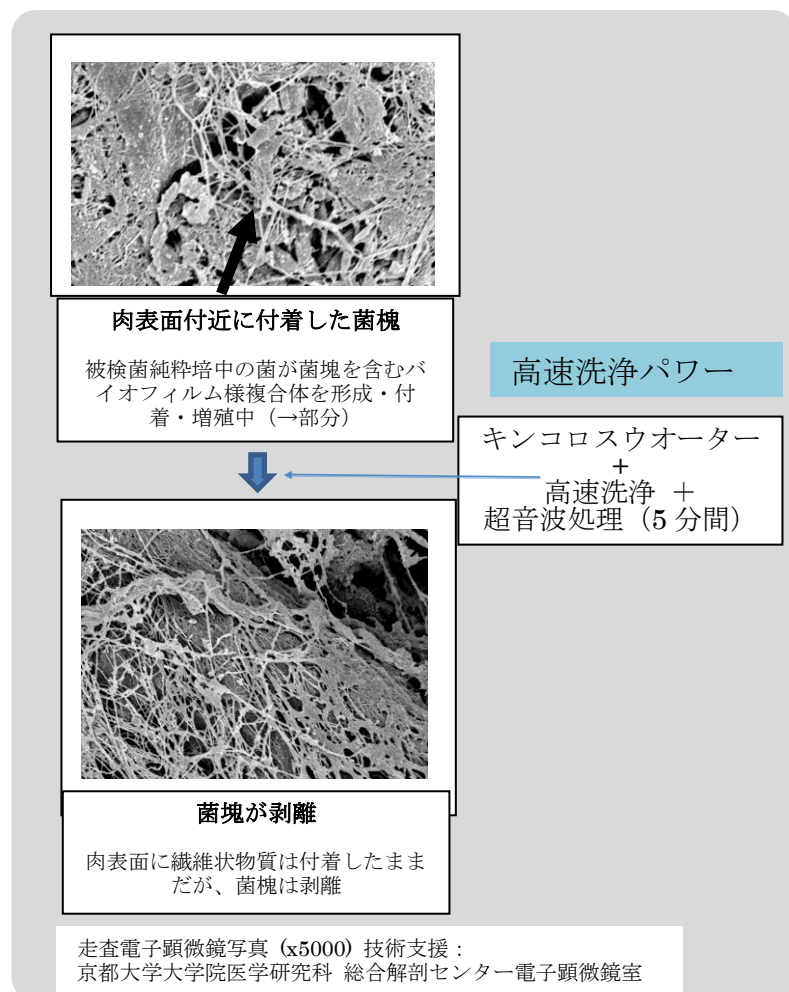 肉表面付近に付着した菌槐
被検菌純粋培中の菌が菌塊を含むバ
イオフィルム様複合体を形成・付
着・増殖中（→部分）
高速洗浄パワー
キンコロスウオーター
+
高速洗浄 ＋
超音波処理（5 分間）
菌塊が剥離
肉表面に繊維状物質は付着したまま
だが、菌槐は剥離
走査電子顕微鏡写真 (x5000) 技術支援：
京都大学大学院医学研究科 総合解剖センター電子顕微鏡室